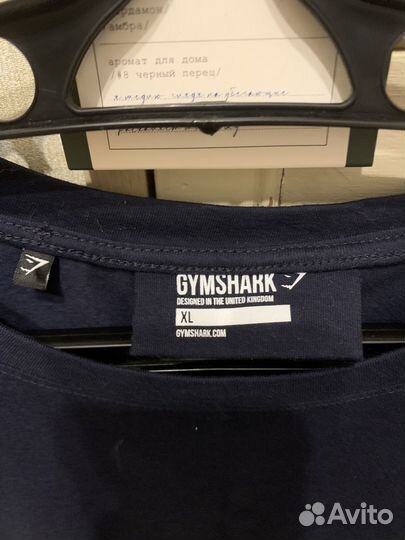 кардамон/
амбра/
аромат для дома
/#8 черный перец/
GYMSHARK
DESIGNED IN THE UNITED KINGDOM
XL
GYMSHARK.COM
Avito